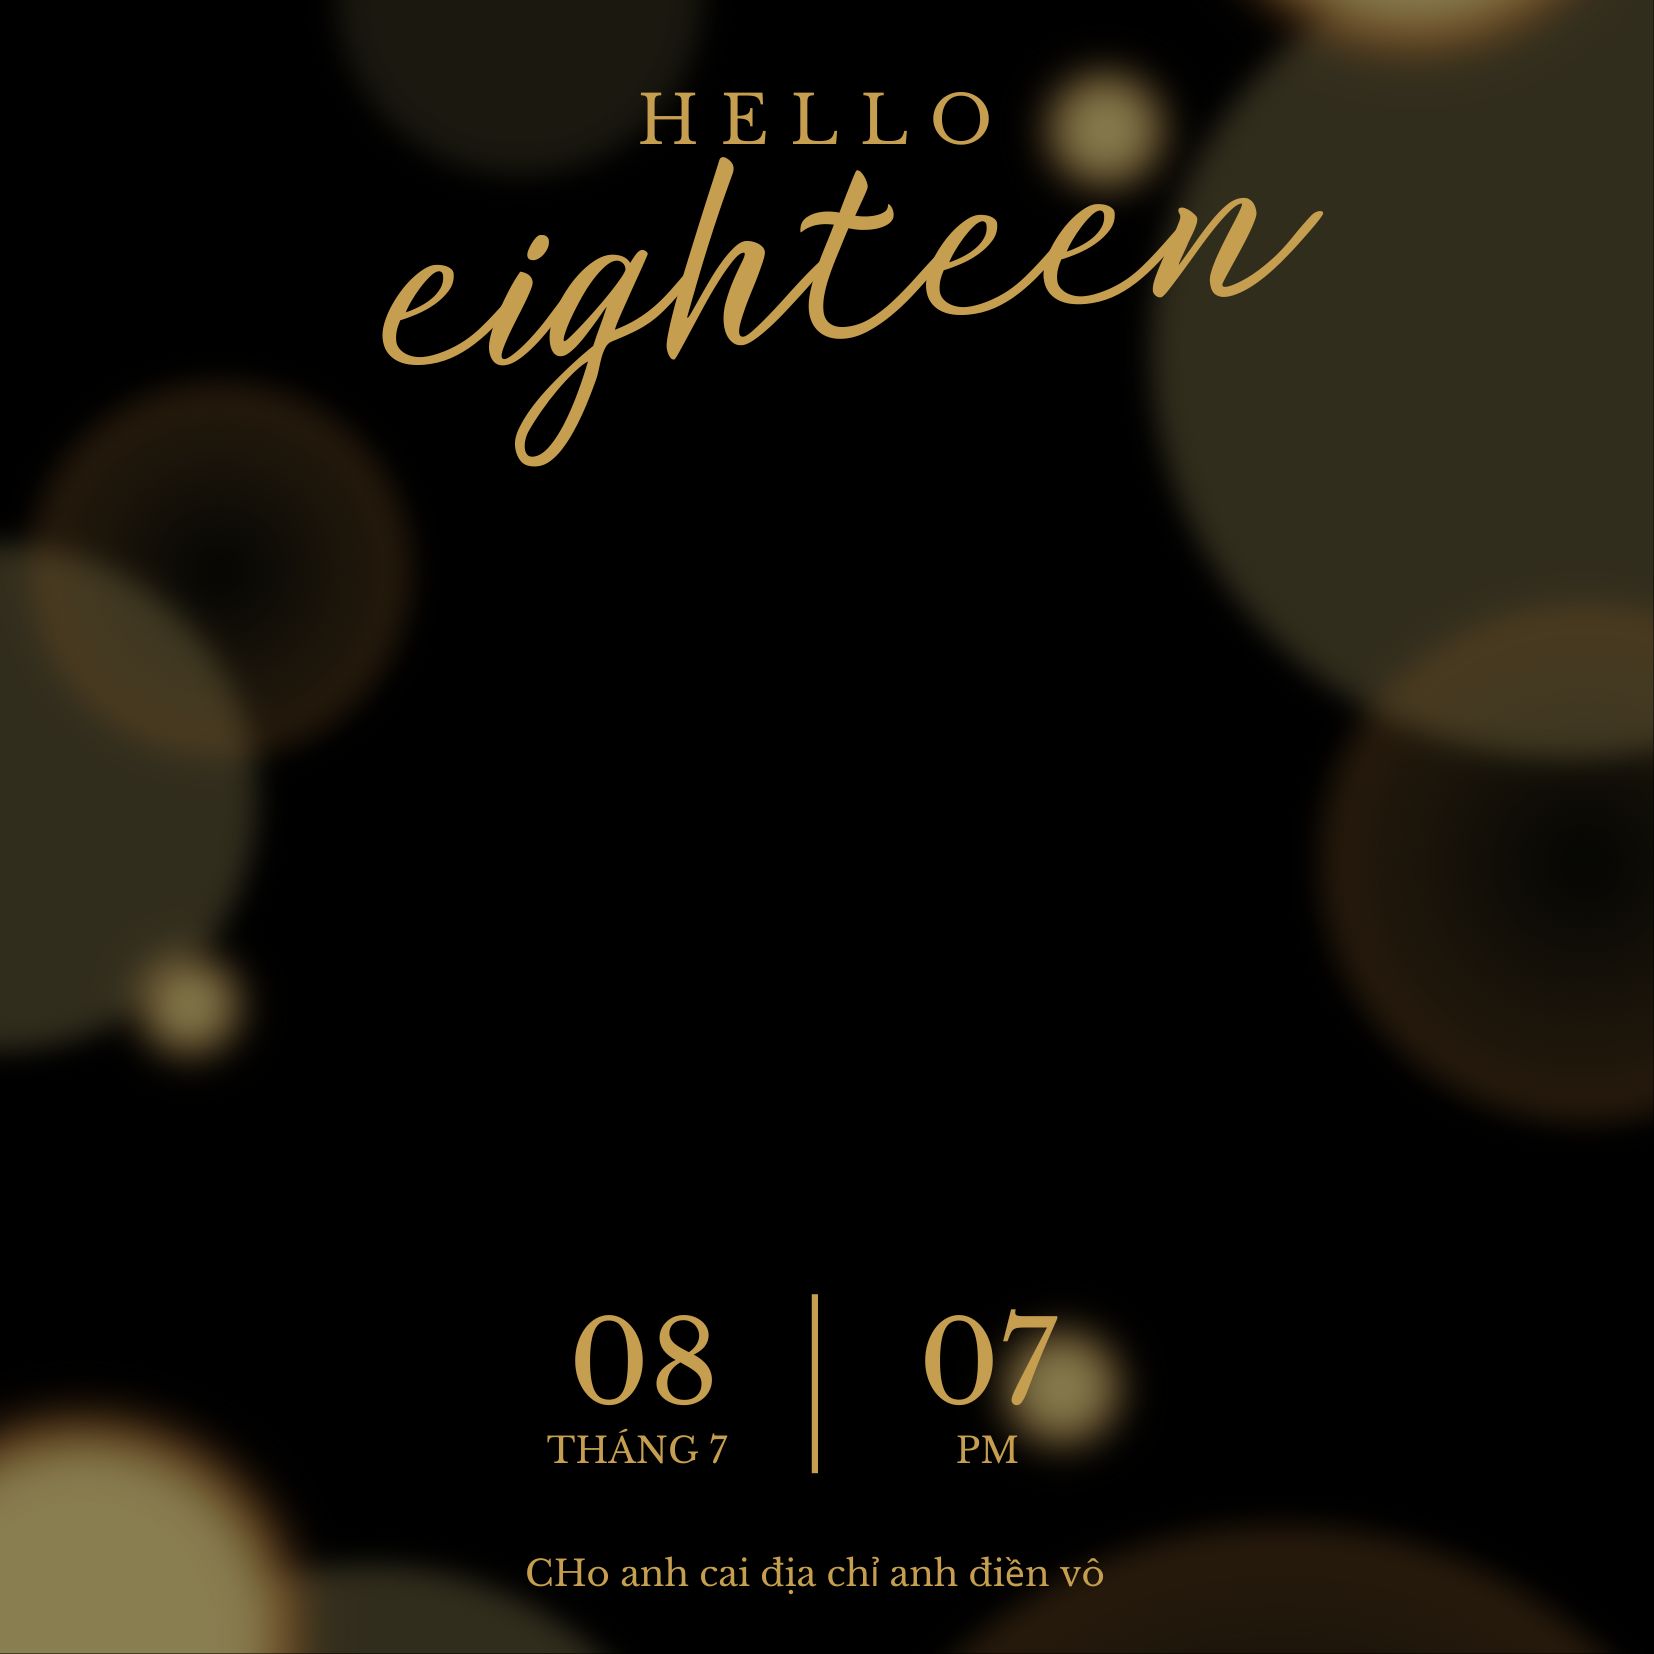 HELLO
eighteen
08
THÁNG 7
07
PM
CHo anh cai địa chỉ anh điền vô